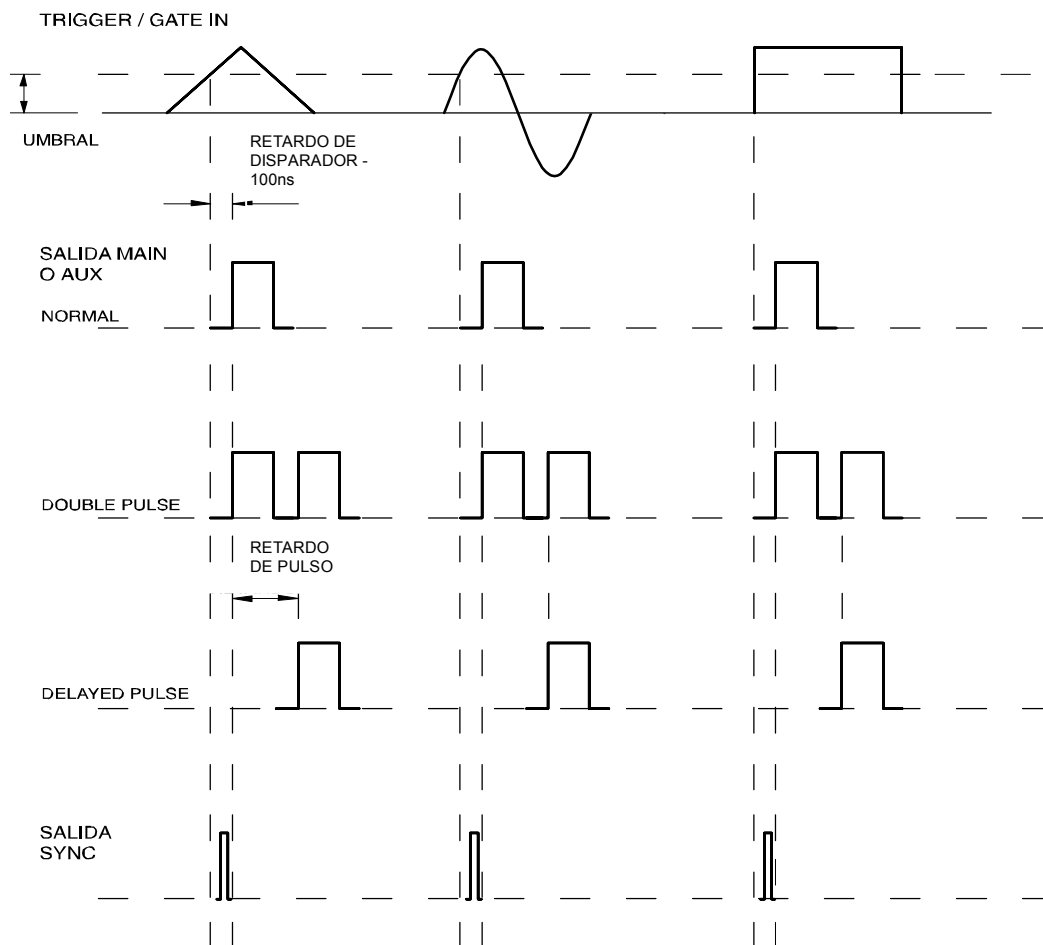 TRIGGER / GATE IN
UMBRAL
RETARDO DE
DISPARADOR -
100ns
SALIDA MAIN
O AUX
NORMAL
DOUBLE PULSE
RETARDO
DE PULSO
DELAYED PULSE
SALIDA
SYNC